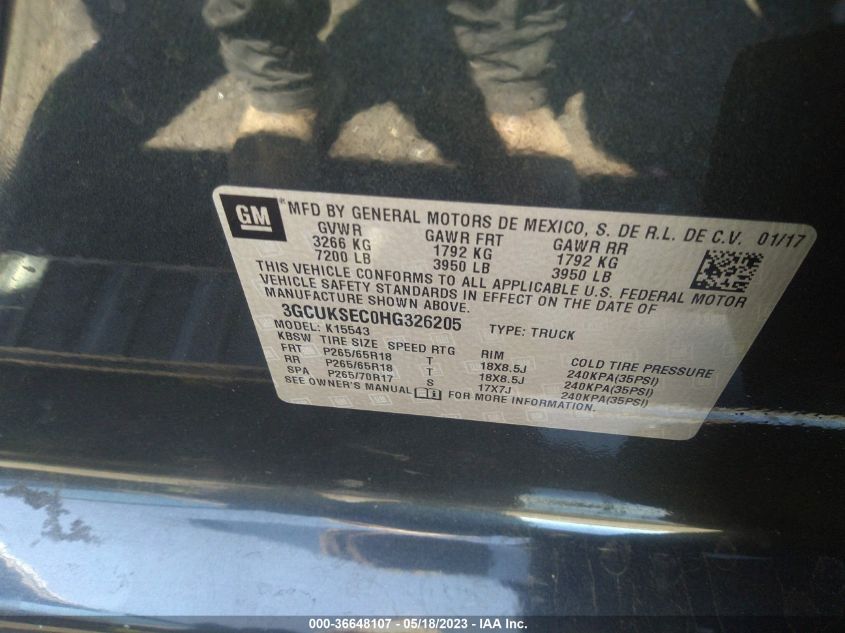 GM® MFD BY GENERAL MOTORS DE MEXICO, S. DE R.L. DE C.V. 01/17
GVWR GAWR FRT GAWR RR
3266 KG 1792 KG 1792 KG
7200 LB 3950 LB 3950 LB
THIS VEHICLE CONFORMS TO ALL APPLICABLE U.S. FEDERAL MOTOR
VEHICLE SAFETY STANDARDS IN EFFECT ON THE DATE OF
MANUFACTURE SHOWN ABOVE.
3GCUKSEC0HG326205 TYPE: TRUCK
MODEL: K15543
KBSW TIRE SIZE SPEED RTG RIM COLD TIRE PRESSURE
FRT P265/65R18 T 18X8.5J 240KPA(35PSI)
RR P265/65R18 T 18X8.5J 240KPA(35PSI)
SPA P265/70R17 S 17X7J 240KPA(35PSI)
SEE OWNER'S MANUAL FOR MORE INFORMATION.
000-36648107 - 05/18/2023 - IAA Inc.